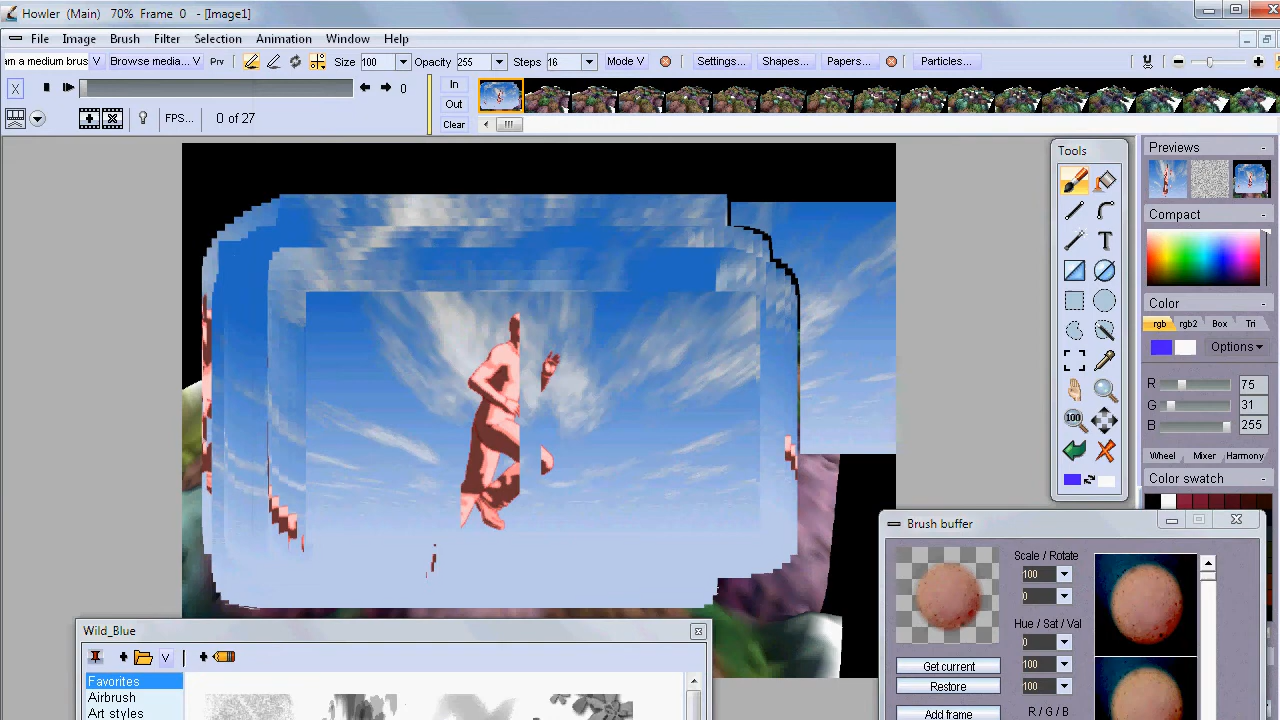 Howler (Main) 70% Frame 0 - [Image1]
File Image Brush Filter Selection Animation Window Help
am a medium brus V Browse media... V Prv Size 100 Opacity 255 Steps 16 Mode V Settings... Shapes... Papers... Particles...
X 0 In
Out
FPS... 0 of 27 Clear
Tools
Previews -
Compact -
T
Color -
rgb rgb2 Box Tri
Options
R 75
G 31
100
B 255
Wheel Mixer Harmony
Color swatch -
Brush buffer
Scale / Rotate
100
0
Hue / Sat / Val
0
Get current 100
Restore 100
Add frame R / G / B
Wild_Blue
V
Favorites
Airbrush
Art styles